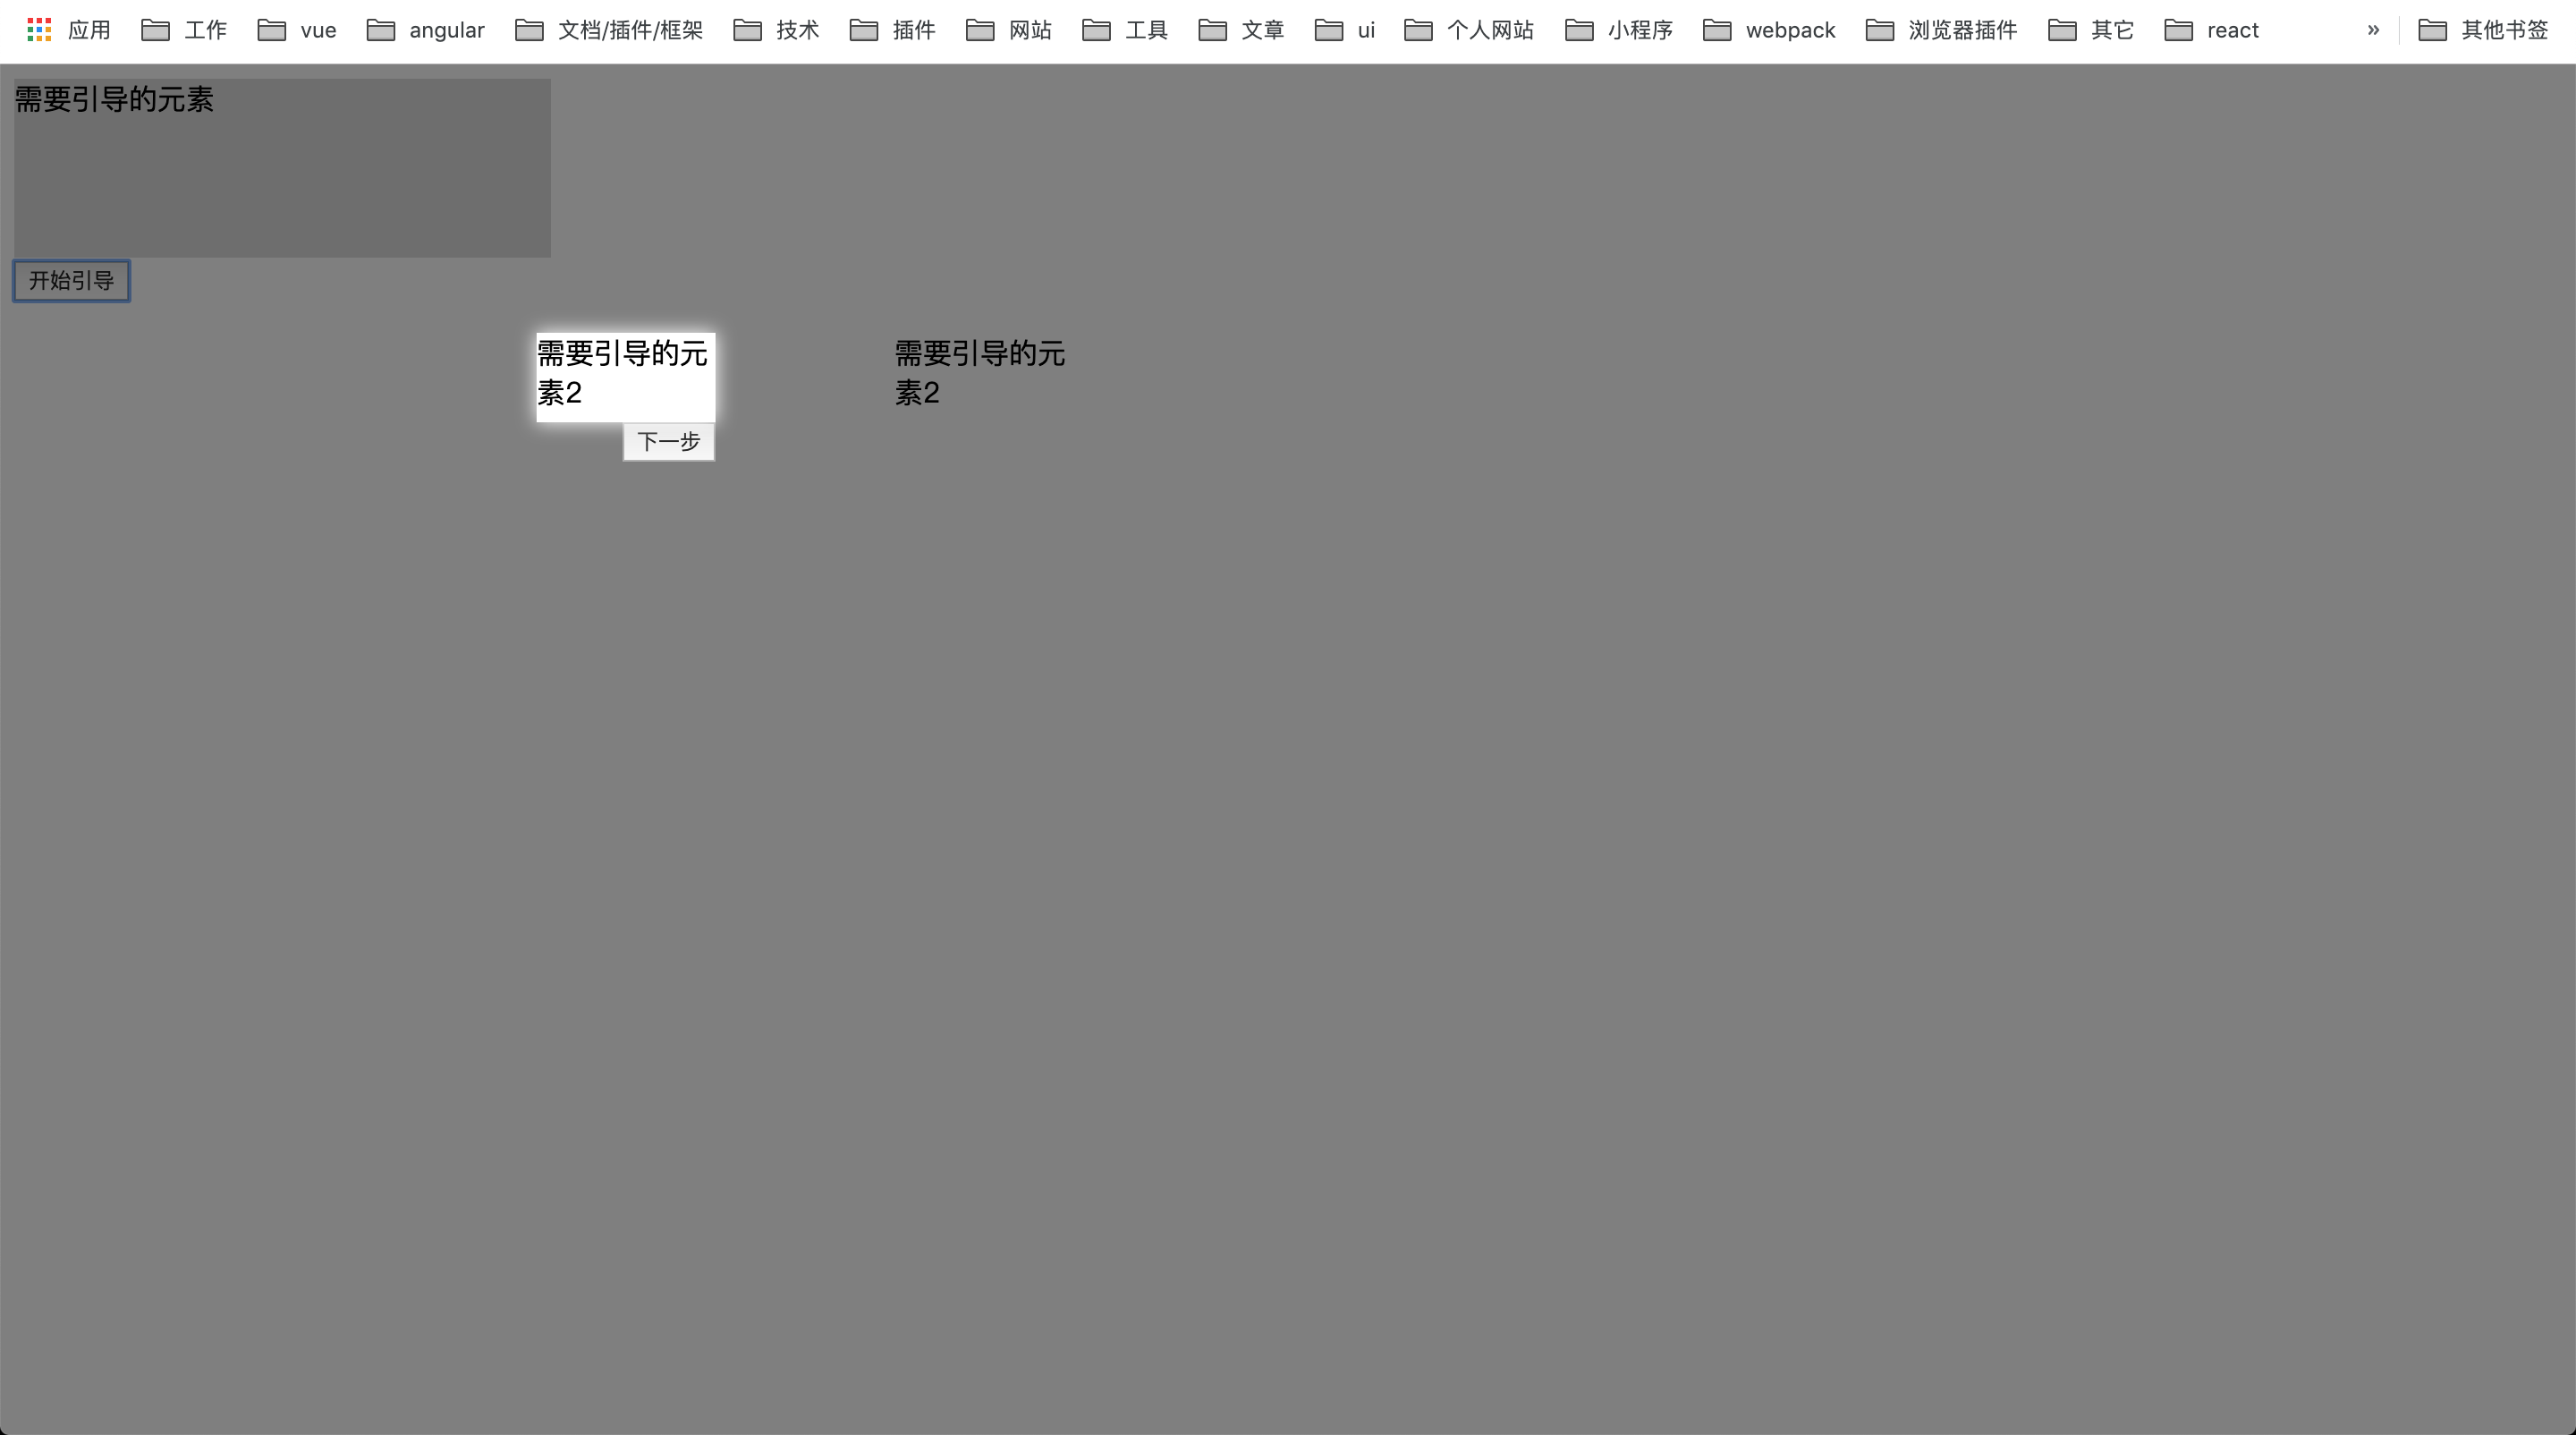 应用 工作 vue angular 文档/插件/框架 技术 插件 网站 工具 文章 ui 个人网站 小程序 webpack 浏览器插件 其它 react » 其他书签
需要引导的元素
开始引导
需要引导的元
素2
下一步
需要引导的元
素2